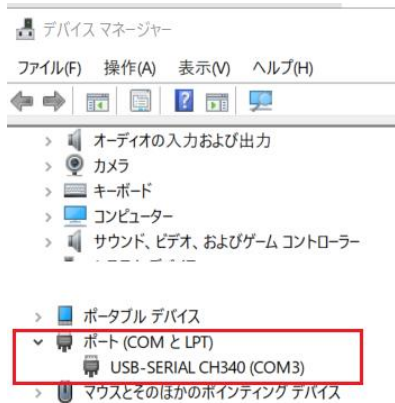 デバイス マネージャー
ファイル(F) 操作(A) 表示(V) ヘルプ(H)
オーディオの入力および出力
カメラ
キーボード
コンピューター
サウンド、ビデオ、およびゲーム コントローラー
ポータブル デバイス
ポート (COM と LPT)
USB-SERIAL CH340 (COM3)
マウスとそのほかのポインティング デバイス